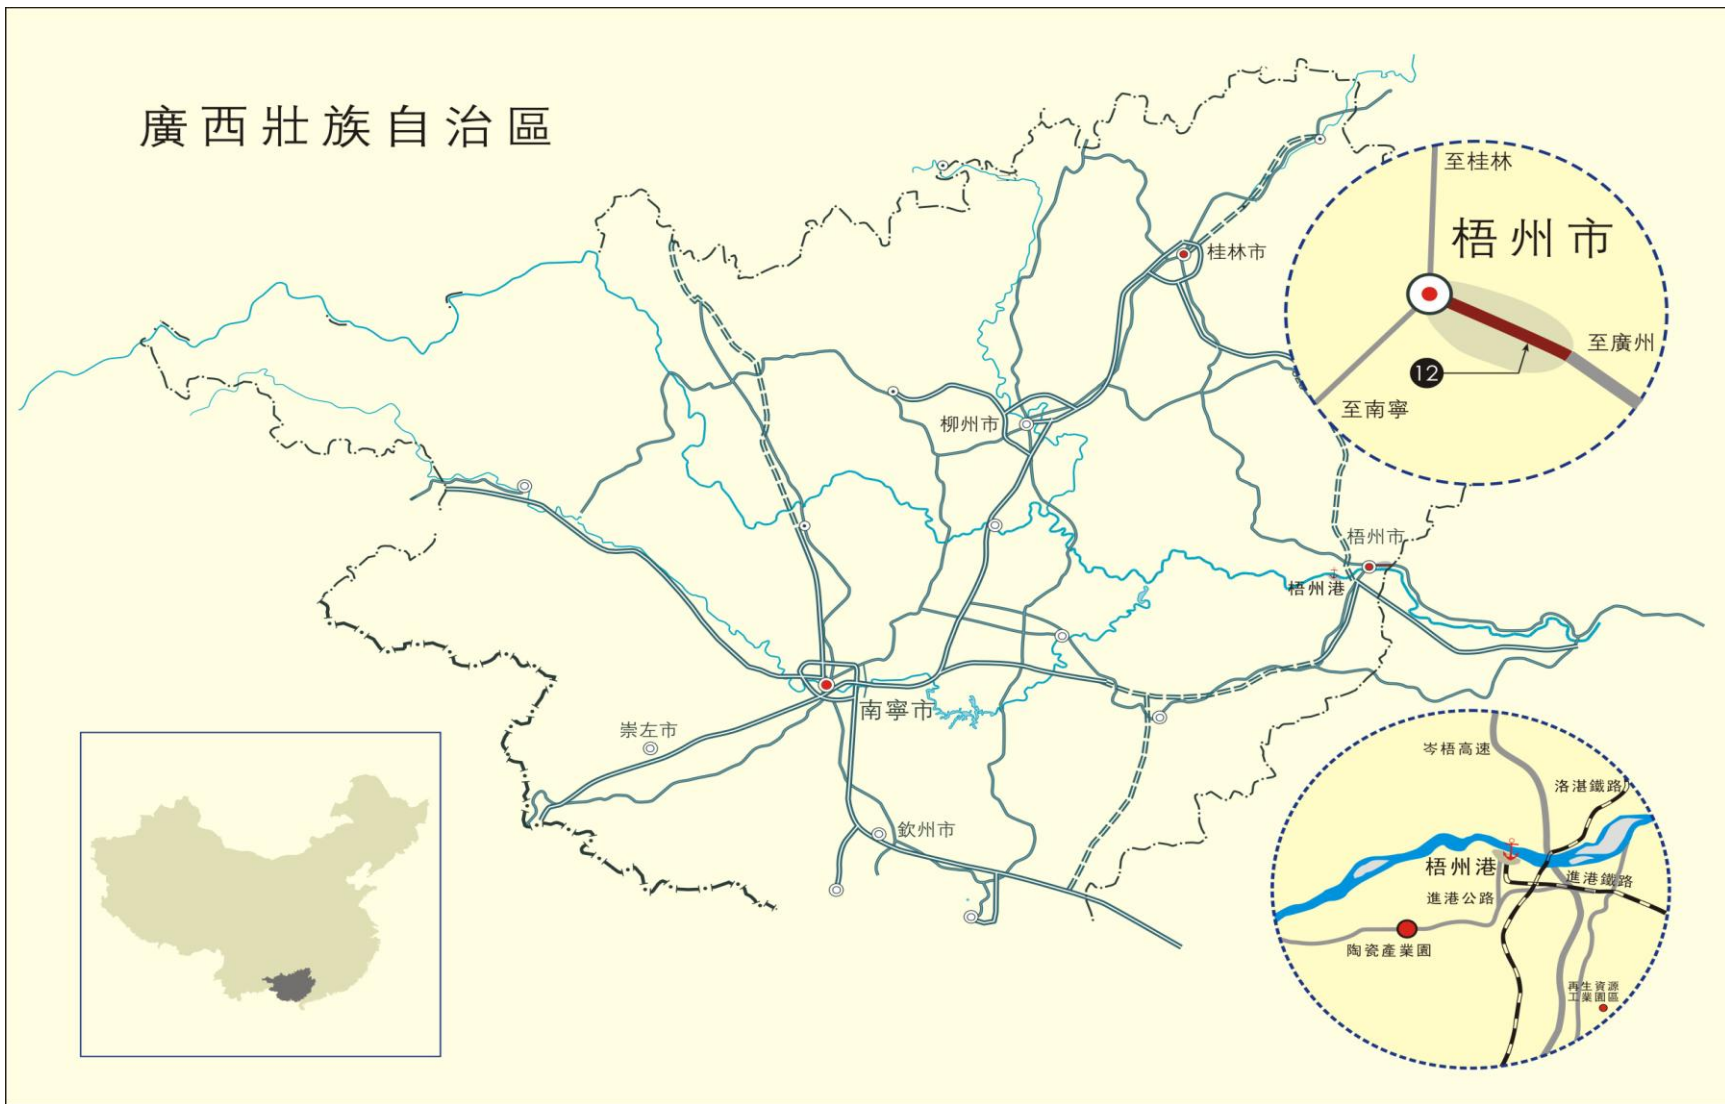 廣西壯族自治區
至桂林
梧州市
至廣州
12
至南寧
桂林市
柳州市
梧州市
梧州港
南寧市
崇左市
欽州市
岑梧高速
洛湛鐵路
梧州港
進港鐵路
進港公路
陶瓷產業園
再生資源
工業園區